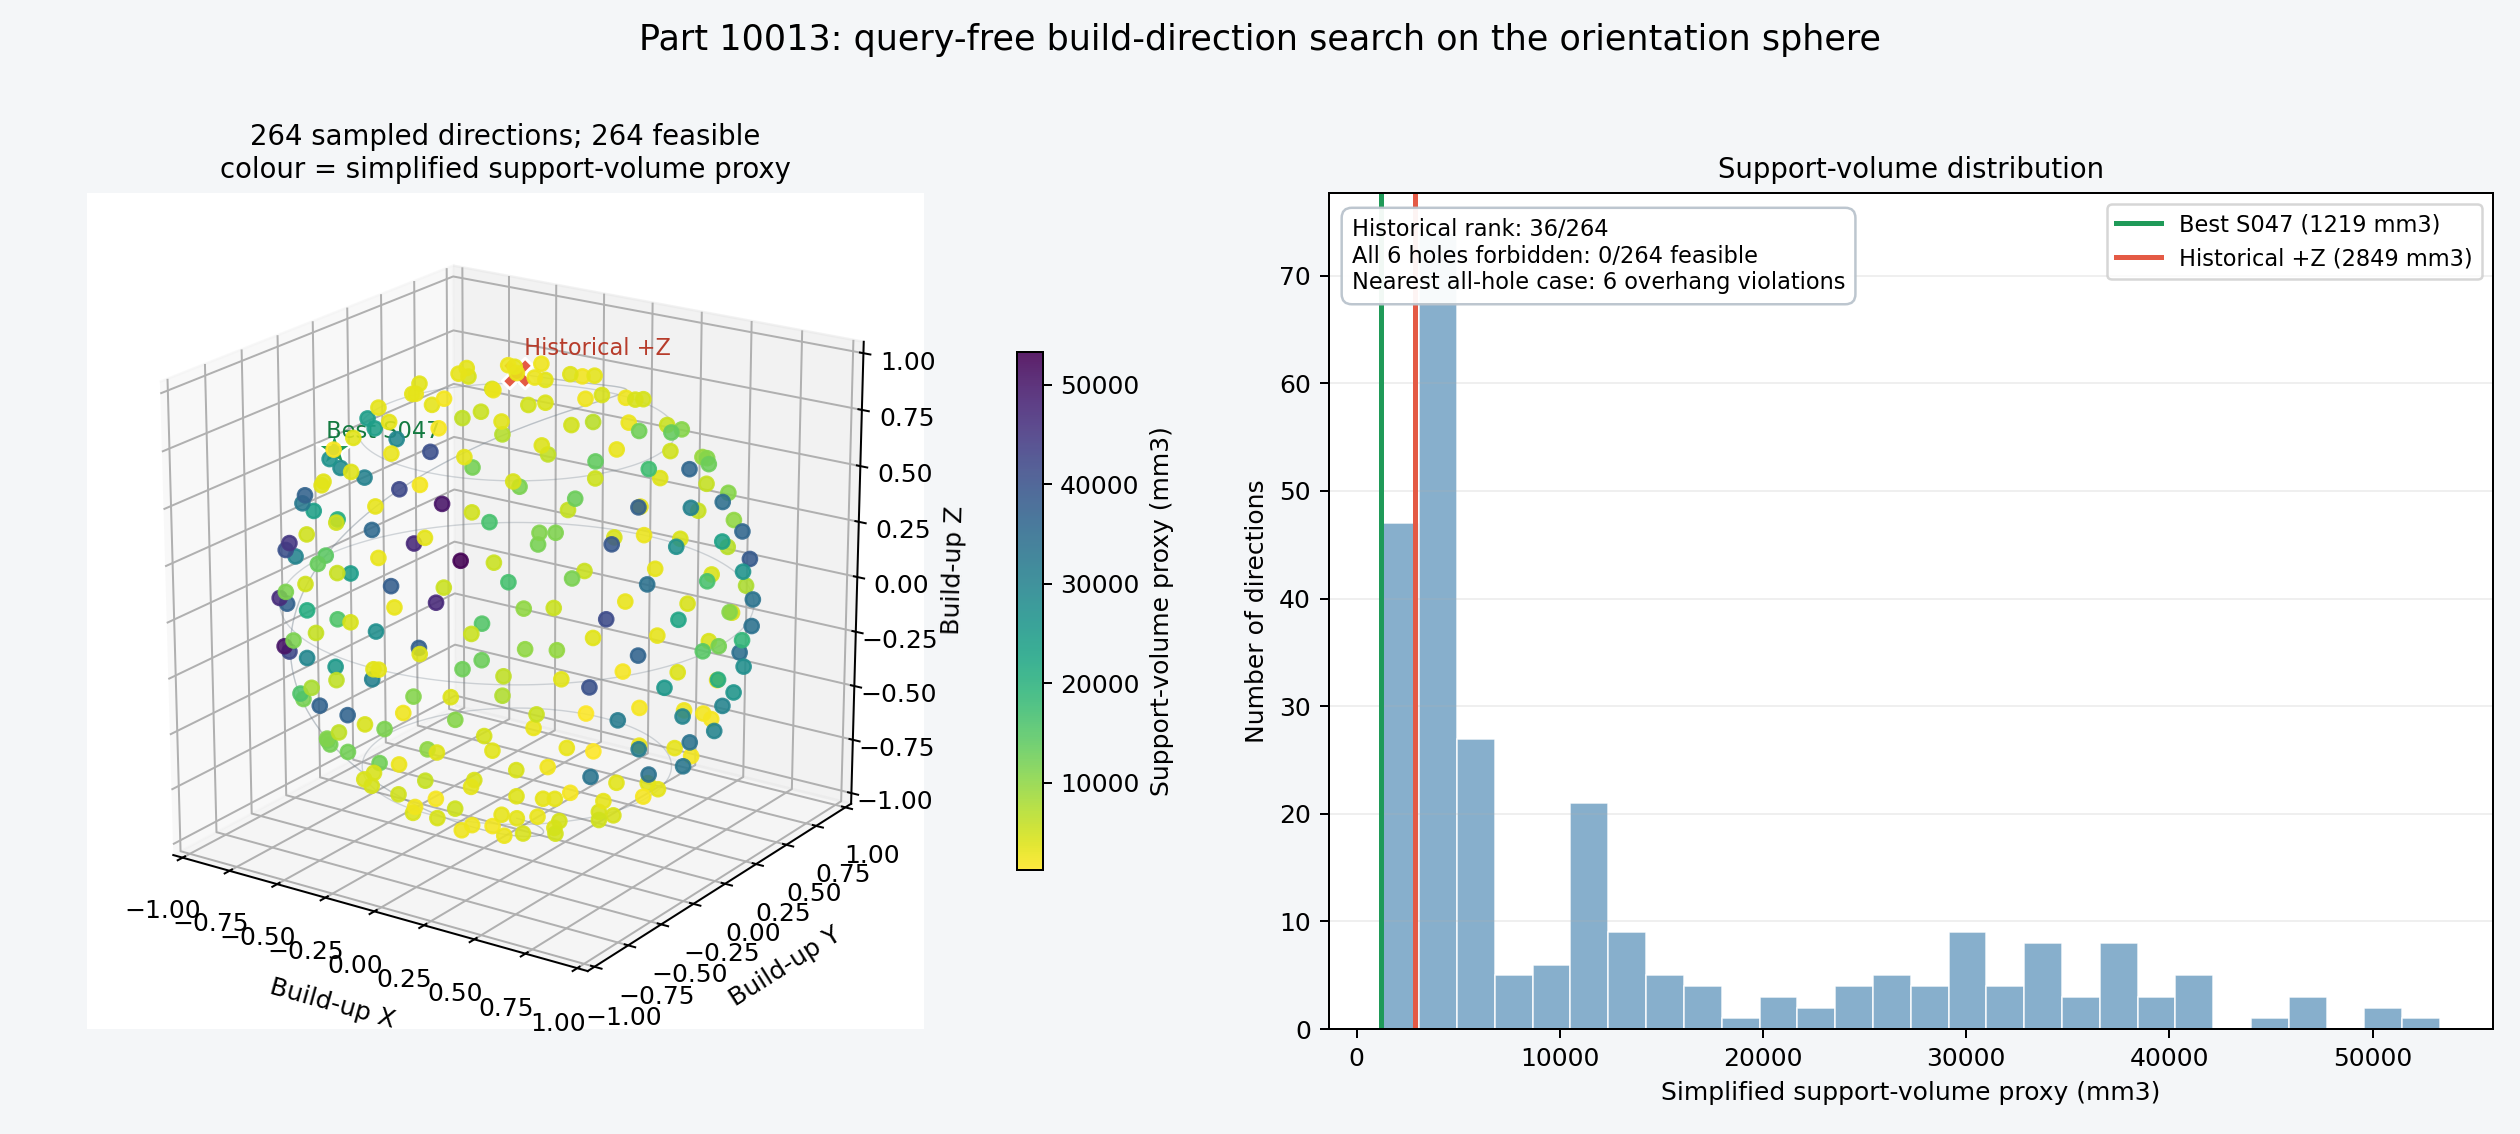 Part 10013: query-free build-direction search on the orientation sphere
264 sampled directions; 264 feasible
colour = simplified support-volume proxy
Historical +Z
Best S047
1.00
0.75
0.50
0.25
0.00
−0.25
−0.50
−0.75
−1.00
Build-up Z
−1.00
−0.75
−0.50
−0.25
0.00
0.25
0.50
0.75
1.00
Build-up X
−1.00
−0.75
−0.50
−0.25
0.00
0.25
0.50
0.75
1.00
Build-up Y
50000
40000
30000
20000
10000
Support-volume proxy (mm3)
Support-volume distribution
Historical rank: 36/264
All 6 holes forbidden: 0/264 feasible
Nearest all-hole case: 6 overhang violations
Best S047 (1219 mm3)
Historical +Z (2849 mm3)
70
60
50
40
30
20
10
0
Number of directions
0
10000
20000
30000
40000
50000
Simplified support-volume proxy (mm3)